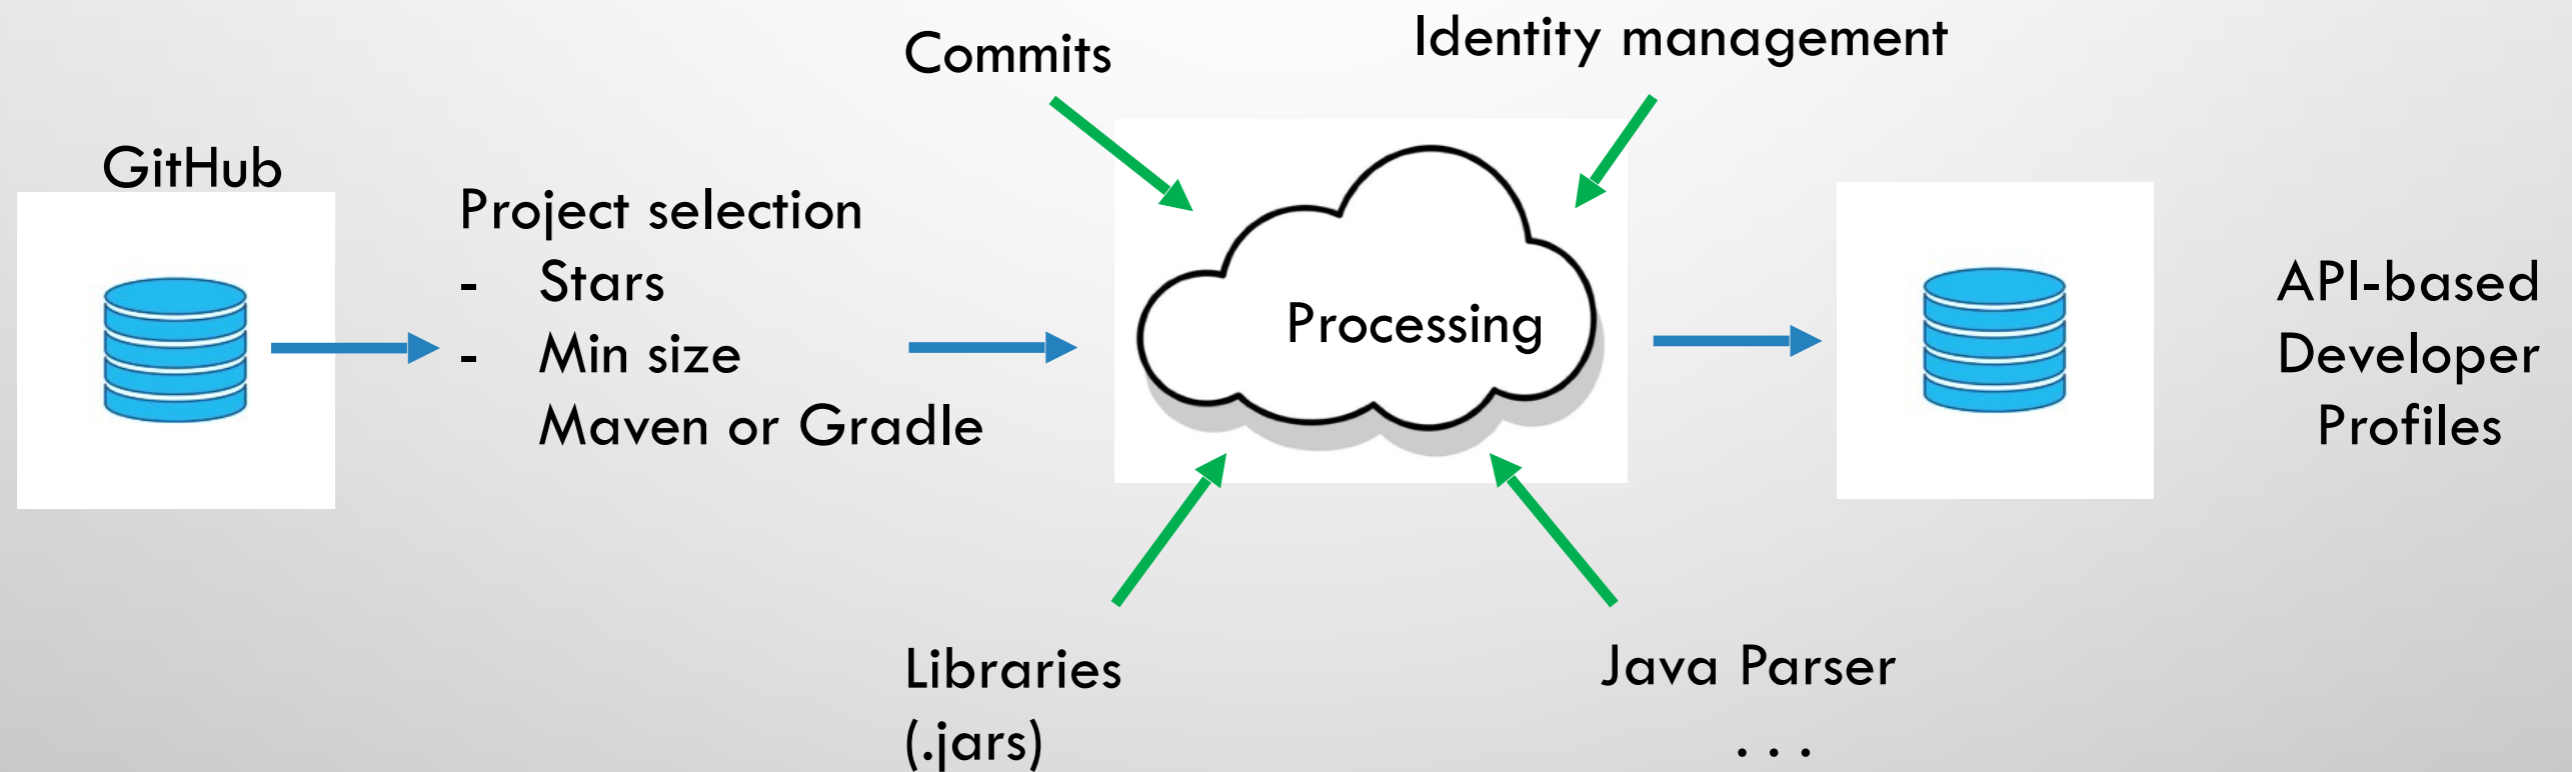 GitHub
Project selection
- Stars
- Min size
Maven or Gradle
Commits
Identity management
Processing
Libraries
(.jars)
Java Parser
. . .
API-based
Developer
Profiles